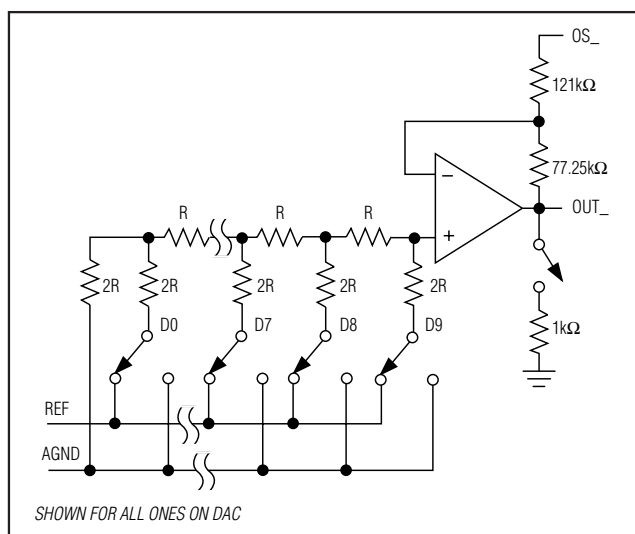 OS_
121kΩ
77.25kΩ
OUT_
1kΩ
R
R
R
2R
2R
2R
2R
2R
D0
D7
D8
D9
REF
AGND
SHOWN FOR ALL ONES ON DAC